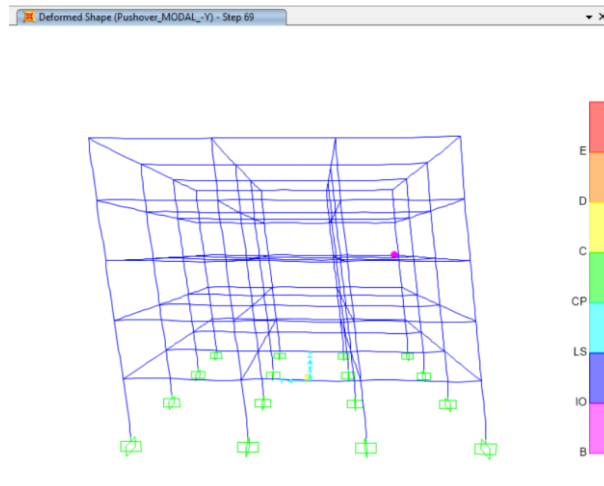 Deformed Shape (Pushover_MODAL_-Y) - Step 69
E
D
C
CP
LS
IO
B